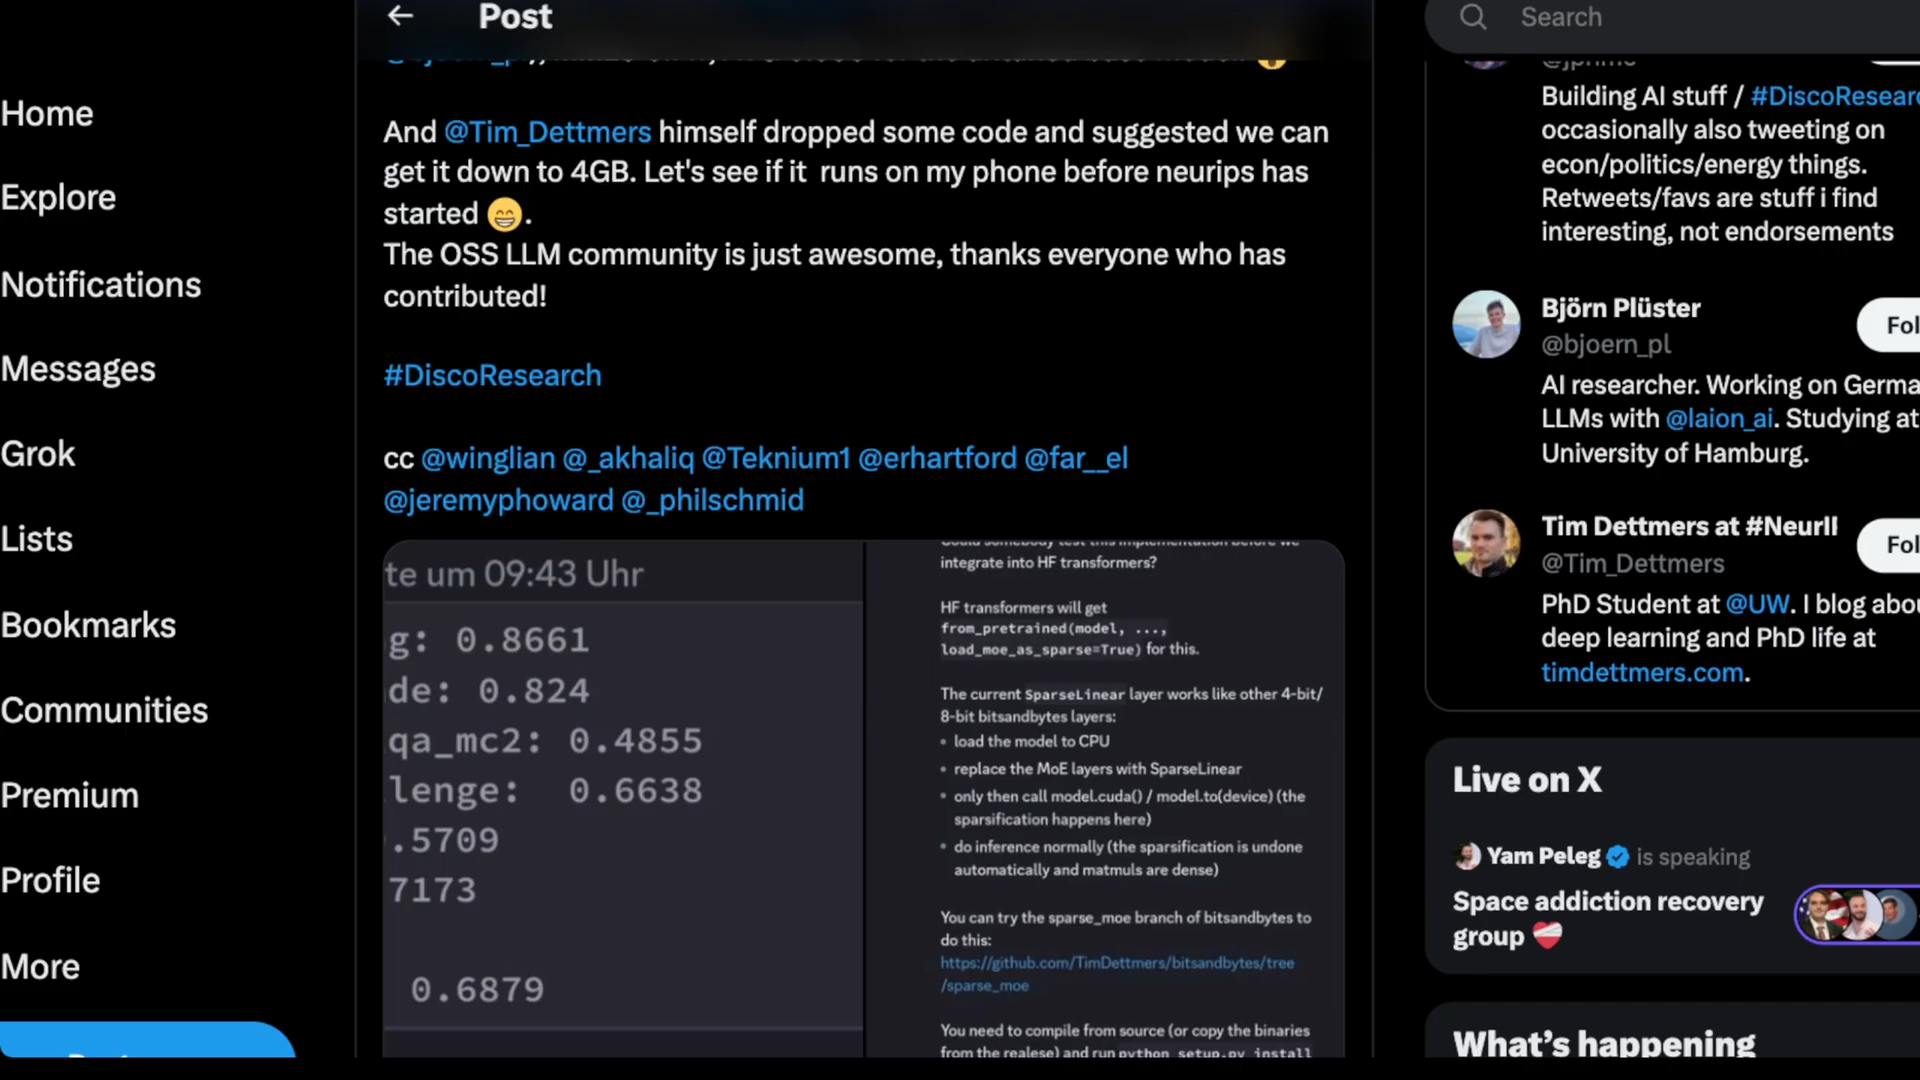 Home
Explore
Notifications
Messages
Grok
Lists
Bookmarks
Communities
Premium
Profile
More
Post
And @Tim_Dettmers himself dropped some code and suggested we can
get it down to 4GB. Let's see if it runs on my phone before neurips has
started 😁.
The OSS LLM community is just awesome, thanks everyone who has
contributed!
#DiscoResearch
cc @winglian @_akhaliq @Teknium1 @erhartford @far__el
@jeremyphoward @_philschmid
te um 09:43 Uhr
g: 0.8661
de: 0.824
qa_mc2: 0.4855
lenge: 0.6638
.5709
7173
0.6879
Could somebody test this implementation before we
integrate into HF transformers?
HF transformers will get
from_pretrained(model, ...,
load_moe_as_sparse=True) for this.
The current SparseLinear layer works like other 4-bit/
8-bit bitsandbytes layers:
• load the model to CPU
• replace the MoE layers with SparseLinear
• only then call model.cuda() / model.to(device) (the
sparsification happens here)
• do inference normally (the sparsification is undone
automatically and matmuls are dense)
You can try the sparse_moe branch of bitsandbytes to
do this:
https://github.com/TimDettmers/bitsandbytes/tree
/sparse_moe
You need to compile from source (or copy the binaries
from the realese) and run python setup.py install
Search
@jphme
Building AI stuff / #DiscoResearc
occasionally also tweeting on
econ/politics/energy things.
Retweets/favs are stuff i find
interesting, not endorsements
Björn Plüster
Fol
@bjoern_pl
AI researcher. Working on Germa
LLMs with @laion_ai. Studying at
University of Hamburg.
Tim Dettmers at #NeurI
Fol
@Tim_Dettmers
PhD Student at @UW. I blog abou
deep learning and PhD life at
timdettmers.com.
Live on X
Yam Peleg is speaking
Space addiction recovery
group ❤️‍🩹
What's happening